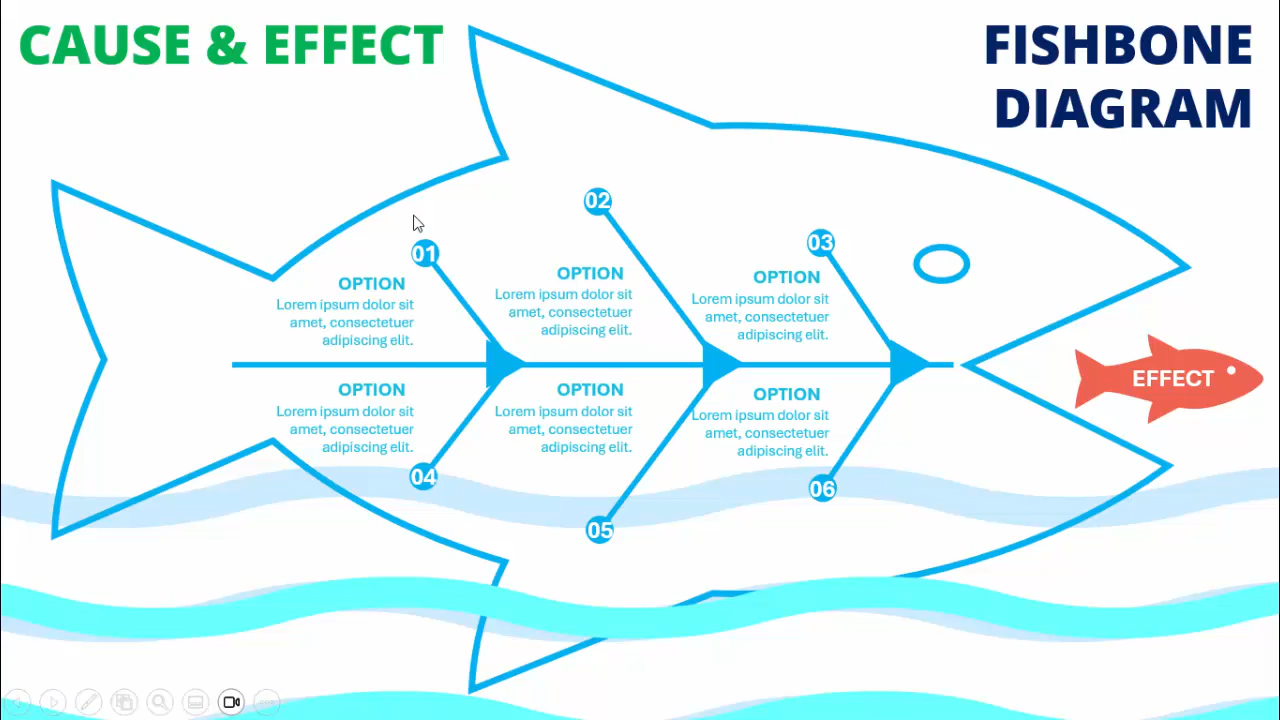 CAUSE & EFFECT
FISHBONE
DIAGRAM
01
OPTION
Lorem ipsum dolor sit
amet, consectetuer
adipiscing elit.
02
OPTION
Lorem ipsum dolor sit
amet, consectetuer
adipiscing elit.
03
OPTION
Lorem ipsum dolor sit
amet, consectetuer
adipiscing elit.
EFFECT
OPTION
Lorem ipsum dolor sit
amet, consectetuer
adipiscing elit.
04
OPTION
Lorem ipsum dolor sit
amet, consectetuer
adipiscing elit.
05
OPTION
Lorem ipsum dolor sit
amet, consectetuer
adipiscing elit.
06